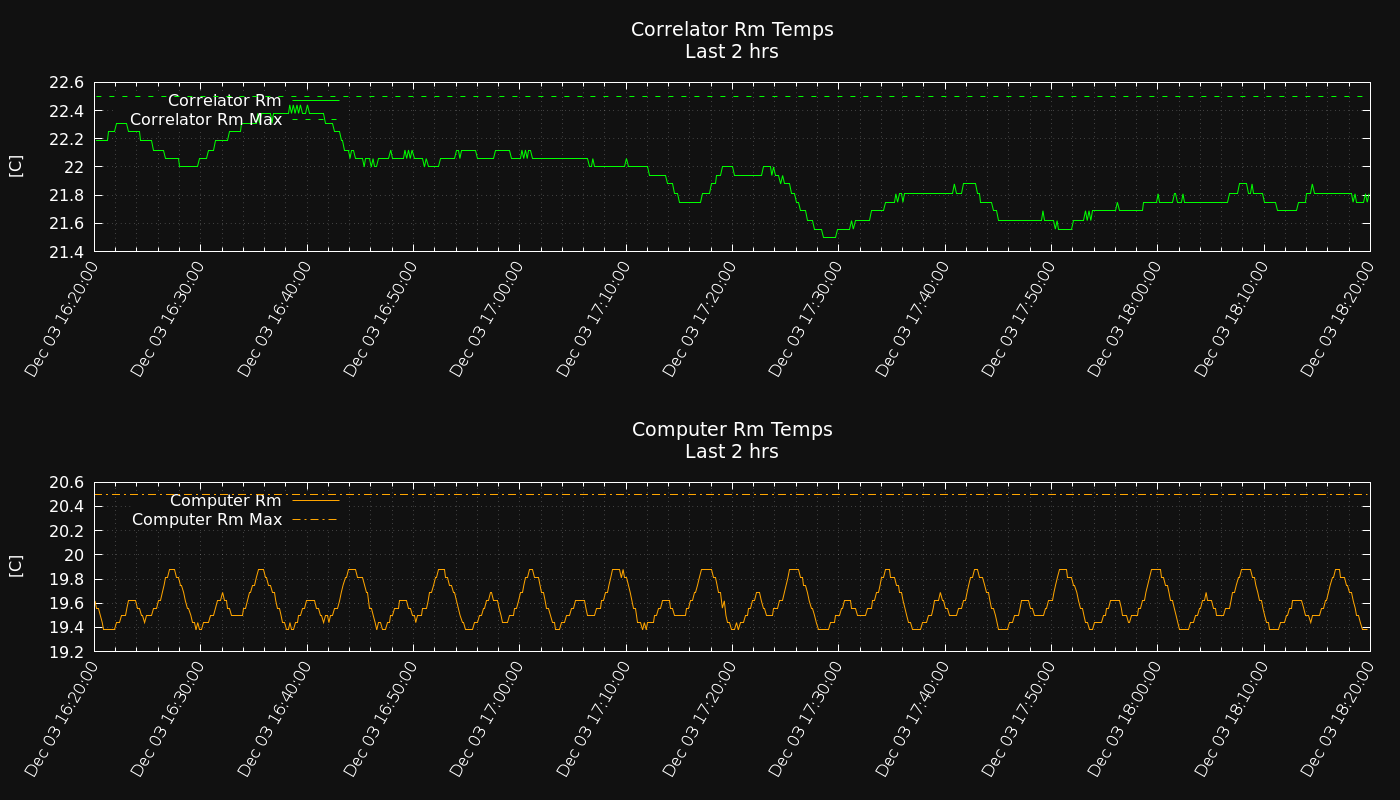 Correlator Rm Temps
Last 2 hrs
22.6
22.4
22.2
22
21.8
21.6
21.4
[C]
Correlator Rm
Correlator Rm Max
Dec 03 16:20:00
Dec 03 16:30:00
Dec 03 16:40:00
Dec 03 16:50:00
Dec 03 17:00:00
Dec 03 17:10:00
Dec 03 17:20:00
Dec 03 17:30:00
Dec 03 17:40:00
Dec 03 17:50:00
Dec 03 18:00:00
Dec 03 18:10:00
Dec 03 18:20:00
Computer Rm Temps
Last 2 hrs
20.6
20.4
20.2
20
19.8
19.6
19.4
19.2
[C]
Computer Rm
Computer Rm Max
Dec 03 16:20:00
Dec 03 16:30:00
Dec 03 16:40:00
Dec 03 16:50:00
Dec 03 17:00:00
Dec 03 17:10:00
Dec 03 17:20:00
Dec 03 17:30:00
Dec 03 17:40:00
Dec 03 17:50:00
Dec 03 18:00:00
Dec 03 18:10:00
Dec 03 18:20:00